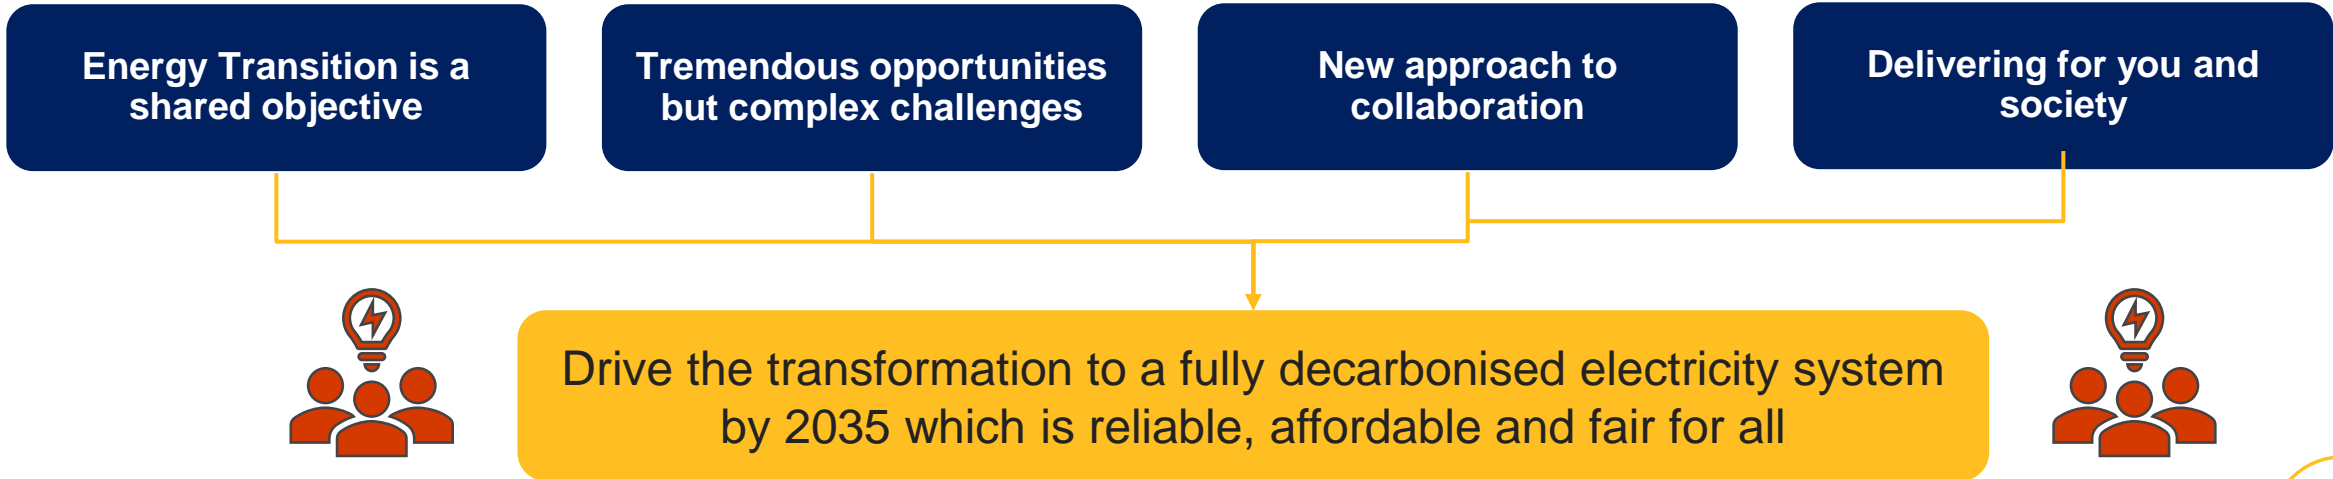 Energy Transition is a
shared objective
Tremendous opportunities
but complex challenges
New approach to
collaboration
Delivering for you and
society
Drive the transformation to a fully decarbonised electricity system
by 2035 which is reliable, affordable and fair for all